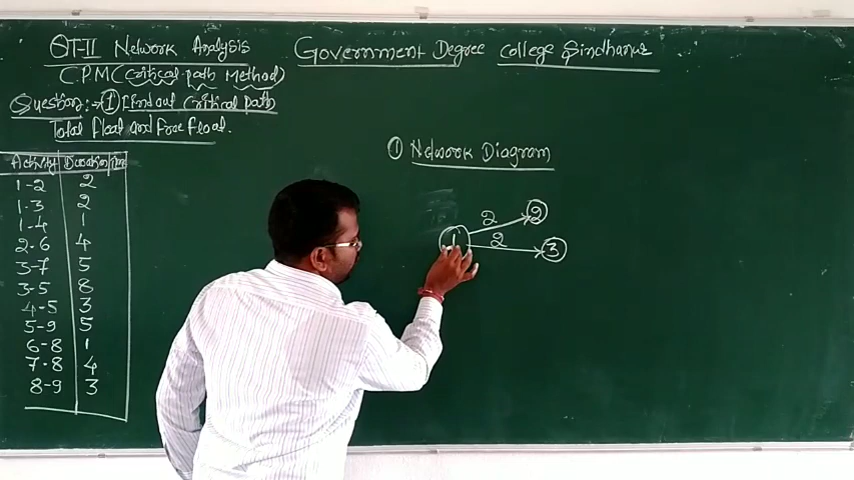 QT-II Network Analysis
Government Degree College Sindhanur
C.P.M (Critical path Method)
Question:→ ① Find out Critical path
Total float and Free float.
① Network Diagram
Activity Duration
1-2 2
1-3 2
1-4 1
2-6 4
3-7 5
3-5 8
4-5 3
5-9 5
6-8 1
7-8 4
8-9 3
2 2
1 2 3